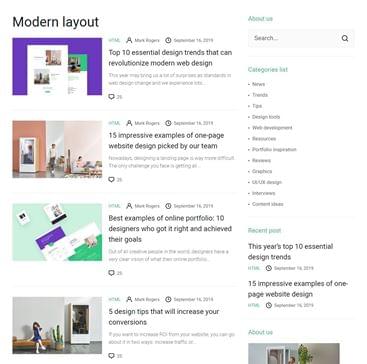 Modern layout
HTML Mark Rogers September 16, 2019
Top 10 essential design trends that can
revolutionize modern web design
This year may bring us a lot of surprises as standards in
web design change and we experience lots...
25
HTML Mark Rogers September 16, 2019
15 impressive examples of one-page
website design picked by our team
Nowadays, designing a landing page is way more difficult.
The only challenge you face is getting at...
25
HTML Mark Rogers September 16, 2019
Best examples of online portfolio: 10
designers who got it right and achieved
their goals
Out of all creative people in the world, designers have a
very clear vision of what their online portfolio...
25
HTML Mark Rogers September 16, 2019
5 design tips that will increase your
conversions
If you want to increase ROI from your website, you can go
about it in two ways: increase traffic or...
25
About us
Search...
Categories list
News
Trends
Tips
Design tools
Web development
Resources
Portfolio inspiration
Reviews
Graphics
UI/UX design
Interviews
Content ideas
Recent post
This year's top 10 essential
design trends
HTML September 16, 2019
15 impressive examples of one-
page website design
HTML September 16, 2019
About us